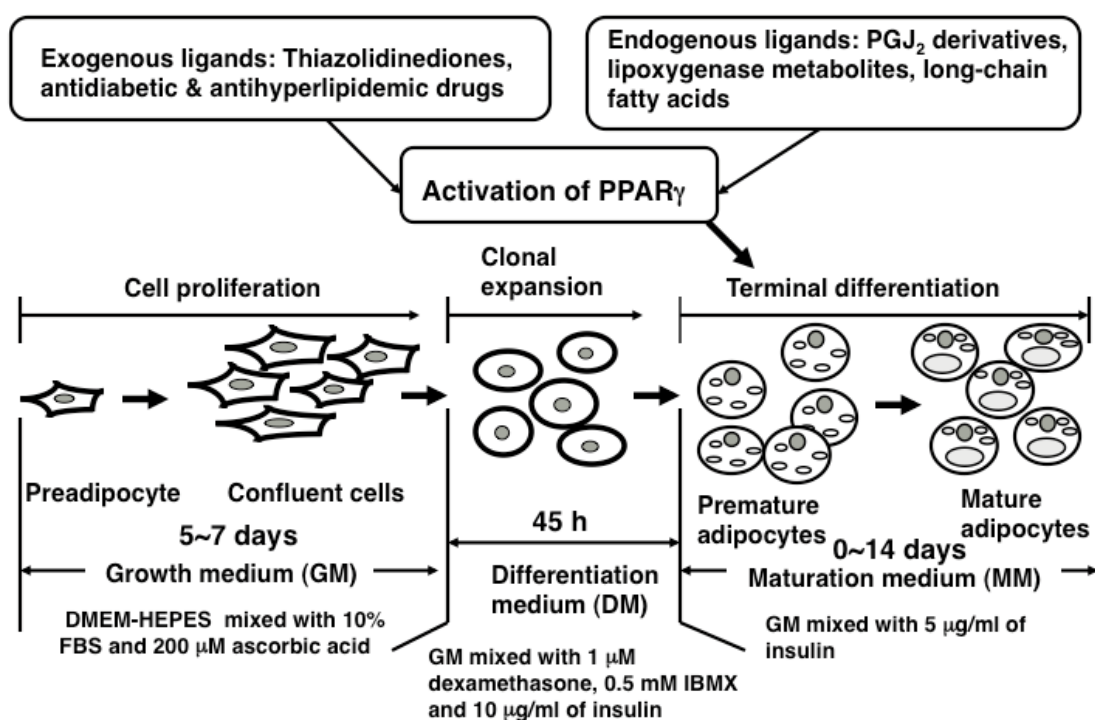 Exogenous ligands: Thiazolidinediones,
antidiabetic & antihyperlipidemic drugs
Endogenous ligands: PGJ₂ derivatives,
lipoxygenase metabolites, long-chain
fatty acids
Activation of PPARγ
Cell proliferation
Clonal
expansion
Terminal differentiation
Preadipocyte
Confluent cells
Premature
adipocytes
Mature
adipocytes
5~7 days
45 h
0~14 days
Growth medium (GM)
Differentiation
medium (DM)
Maturation medium (MM)
DMEM-HEPES mixed with 10%
FBS and 200 μM ascorbic acid
GM mixed with 1 μM
dexamethasone, 0.5 mM IBMX
and 10 μg/ml of insulin
GM mixed with 5 μg/ml of
insulin